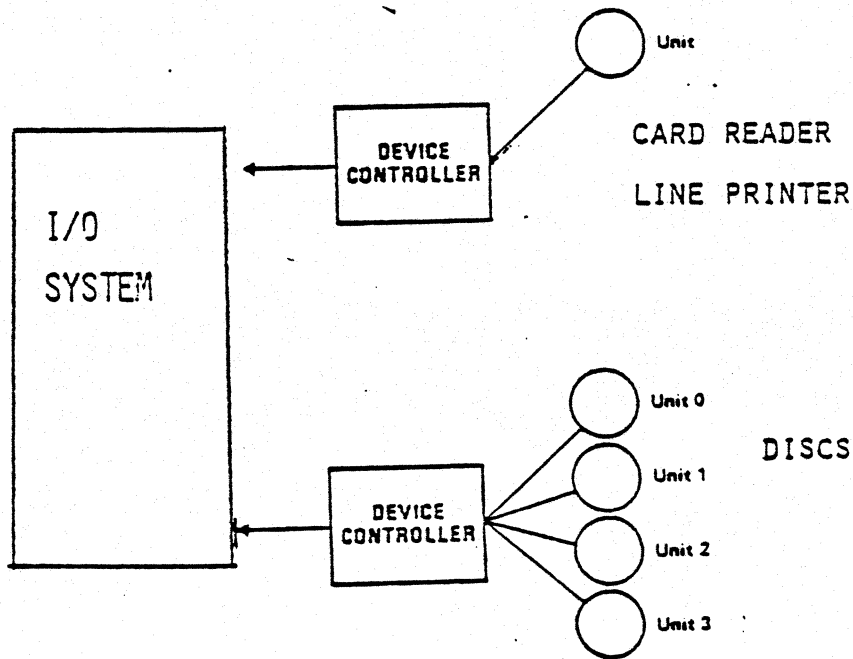 Unit
DEVICE
CONTROLLER
CARD READER
LINE PRINTER
I/O
SYSTEM
Unit 0
DISCS
Unit 1
DEVICE
CONTROLLER
Unit 2
Unit 3